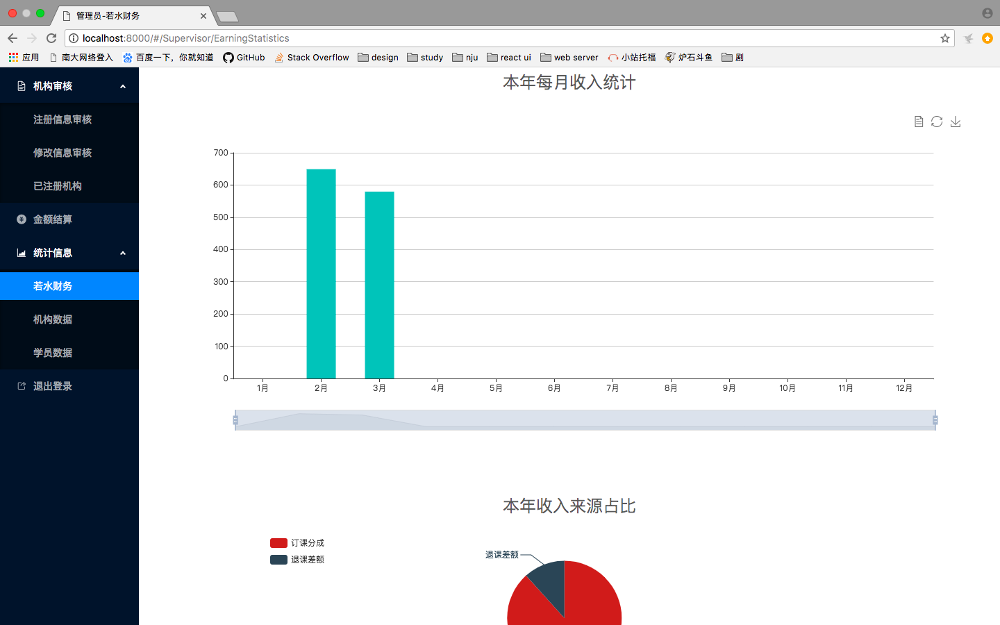 管理员-若水财务
localhost:8000/#/Supervisor/EarningStatistics
应用 南大网络登入 百度一下，你就知道 GitHub Stack Overflow design study nju react ui web server 小站托福 炉石斗鱼 剧
机构审核
注册信息审核
修改信息审核
已注册机构
金额结算
统计信息
若水财务
机构数据
学员数据
退出登录
本年每月收入统计
700
600
500
400
300
200
100
0
1月 2月 3月 4月 5月 6月 7月 8月 9月 10月 11月 12月
本年收入来源占比
订课分成
退课差额
退课差额